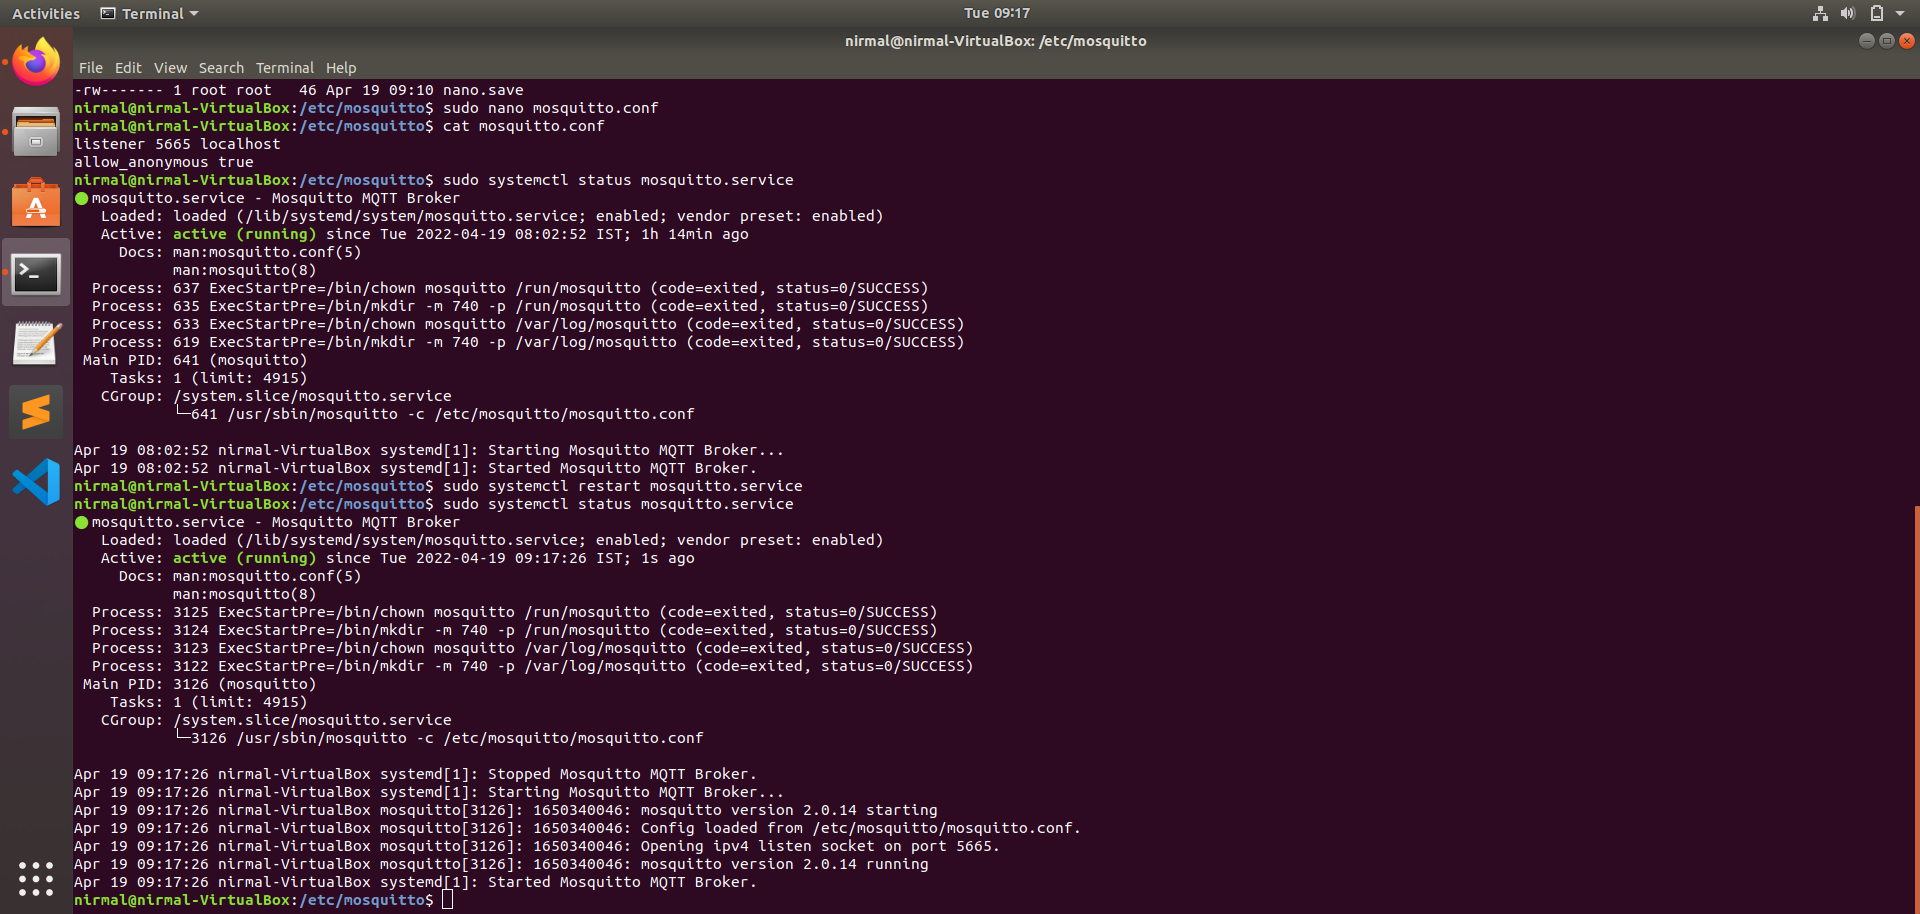 Activities Terminal Tue 09:17
nirmal@nirmal-VirtualBox: /etc/mosquitto
File Edit View Search Terminal Help
-rw------- 1 root root   46 Apr 19 09:10 nano.save
nirmal@nirmal-VirtualBox:/etc/mosquitto$ sudo nano mosquitto.conf
nirmal@nirmal-VirtualBox:/etc/mosquitto$ cat mosquitto.conf
listener 5665 localhost
allow_anonymous true
nirmal@nirmal-VirtualBox:/etc/mosquitto$ sudo systemctl status mosquitto.service
● mosquitto.service - Mosquitto MQTT Broker
   Loaded: loaded (/lib/systemd/system/mosquitto.service; enabled; vendor preset: enabled)
   Active: active (running) since Tue 2022-04-19 08:02:52 IST; 1h 14min ago
     Docs: man:mosquitto.conf(5)
           man:mosquitto(8)
  Process: 637 ExecStartPre=/bin/chown mosquitto /run/mosquitto (code=exited, status=0/SUCCESS)
  Process: 635 ExecStartPre=/bin/mkdir -m 740 -p /run/mosquitto (code=exited, status=0/SUCCESS)
  Process: 633 ExecStartPre=/bin/chown mosquitto /var/log/mosquitto (code=exited, status=0/SUCCESS)
  Process: 619 ExecStartPre=/bin/mkdir -m 740 -p /var/log/mosquitto (code=exited, status=0/SUCCESS)
 Main PID: 641 (mosquitto)
    Tasks: 1 (limit: 4915)
   CGroup: /system.slice/mosquitto.service
           └─641 /usr/sbin/mosquitto -c /etc/mosquitto/mosquitto.conf
Apr 19 08:02:52 nirmal-VirtualBox systemd[1]: Starting Mosquitto MQTT Broker...
Apr 19 08:02:52 nirmal-VirtualBox systemd[1]: Started Mosquitto MQTT Broker.
nirmal@nirmal-VirtualBox:/etc/mosquitto$ sudo systemctl restart mosquitto.service
nirmal@nirmal-VirtualBox:/etc/mosquitto$ sudo systemctl status mosquitto.service
● mosquitto.service - Mosquitto MQTT Broker
   Loaded: loaded (/lib/systemd/system/mosquitto.service; enabled; vendor preset: enabled)
   Active: active (running) since Tue 2022-04-19 09:17:26 IST; 1s ago
     Docs: man:mosquitto.conf(5)
           man:mosquitto(8)
  Process: 3125 ExecStartPre=/bin/chown mosquitto /run/mosquitto (code=exited, status=0/SUCCESS)
  Process: 3124 ExecStartPre=/bin/mkdir -m 740 -p /run/mosquitto (code=exited, status=0/SUCCESS)
  Process: 3123 ExecStartPre=/bin/chown mosquitto /var/log/mosquitto (code=exited, status=0/SUCCESS)
  Process: 3122 ExecStartPre=/bin/mkdir -m 740 -p /var/log/mosquitto (code=exited, status=0/SUCCESS)
 Main PID: 3126 (mosquitto)
    Tasks: 1 (limit: 4915)
   CGroup: /system.slice/mosquitto.service
           └─3126 /usr/sbin/mosquitto -c /etc/mosquitto/mosquitto.conf
Apr 19 09:17:26 nirmal-VirtualBox systemd[1]: Stopped Mosquitto MQTT Broker.
Apr 19 09:17:26 nirmal-VirtualBox systemd[1]: Starting Mosquitto MQTT Broker...
Apr 19 09:17:26 nirmal-VirtualBox mosquitto[3126]: 1650340046: mosquitto version 2.0.14 starting
Apr 19 09:17:26 nirmal-VirtualBox mosquitto[3126]: 1650340046: Config loaded from /etc/mosquitto/mosquitto.conf.
Apr 19 09:17:26 nirmal-VirtualBox mosquitto[3126]: 1650340046: Opening ipv4 listen socket on port 5665.
Apr 19 09:17:26 nirmal-VirtualBox mosquitto[3126]: 1650340046: mosquitto version 2.0.14 running
Apr 19 09:17:26 nirmal-VirtualBox systemd[1]: Started Mosquitto MQTT Broker.
nirmal@nirmal-VirtualBox:/etc/mosquitto$